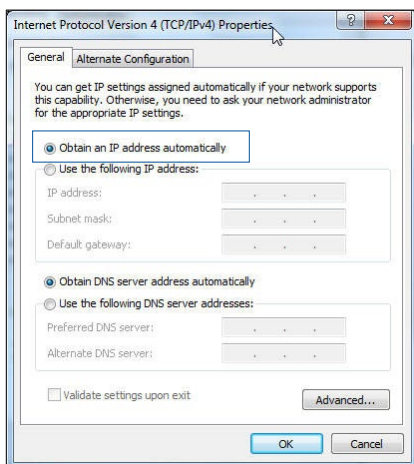 Internet Protocol Version 4 (TCP/IPv4) Properties
General
Alternate Configuration
You can get IP settings assigned automatically if your network supports
this capability. Otherwise, you need to ask your network administrator
for the appropriate IP settings.
Obtain an IP address automatically
Use the following IP address:
IP address:
Subnet mask:
Default gateway:
Obtain DNS server address automatically
Use the following DNS server addresses:
Preferred DNS server:
Alternate DNS server:
Validate settings upon exit
Advanced...
OK
Cancel